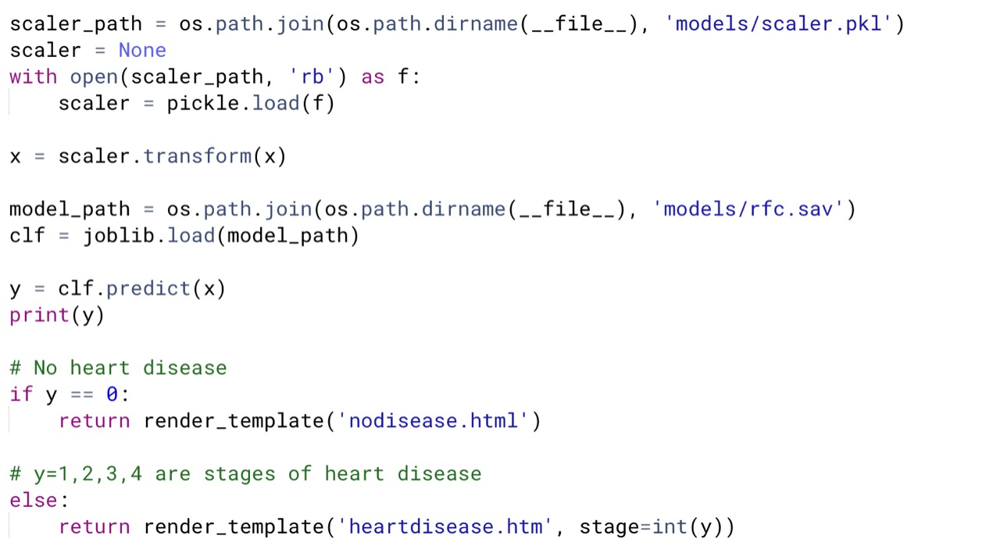 scaler_path = os.path.join(os.path.dirname(__file__), 'models/scaler.pkl')
scaler = None
with open(scaler_path, 'rb') as f:
    scaler = pickle.load(f)

x = scaler.transform(x)

model_path = os.path.join(os.path.dirname(__file__), 'models/rfc.sav')
clf = joblib.load(model_path)

y = clf.predict(x)
print(y)

# No heart disease
if y == 0:
    return render_template('nodisease.html')

# y=1,2,3,4 are stages of heart disease
else:
    return render_template('heartdisease.htm', stage=int(y))